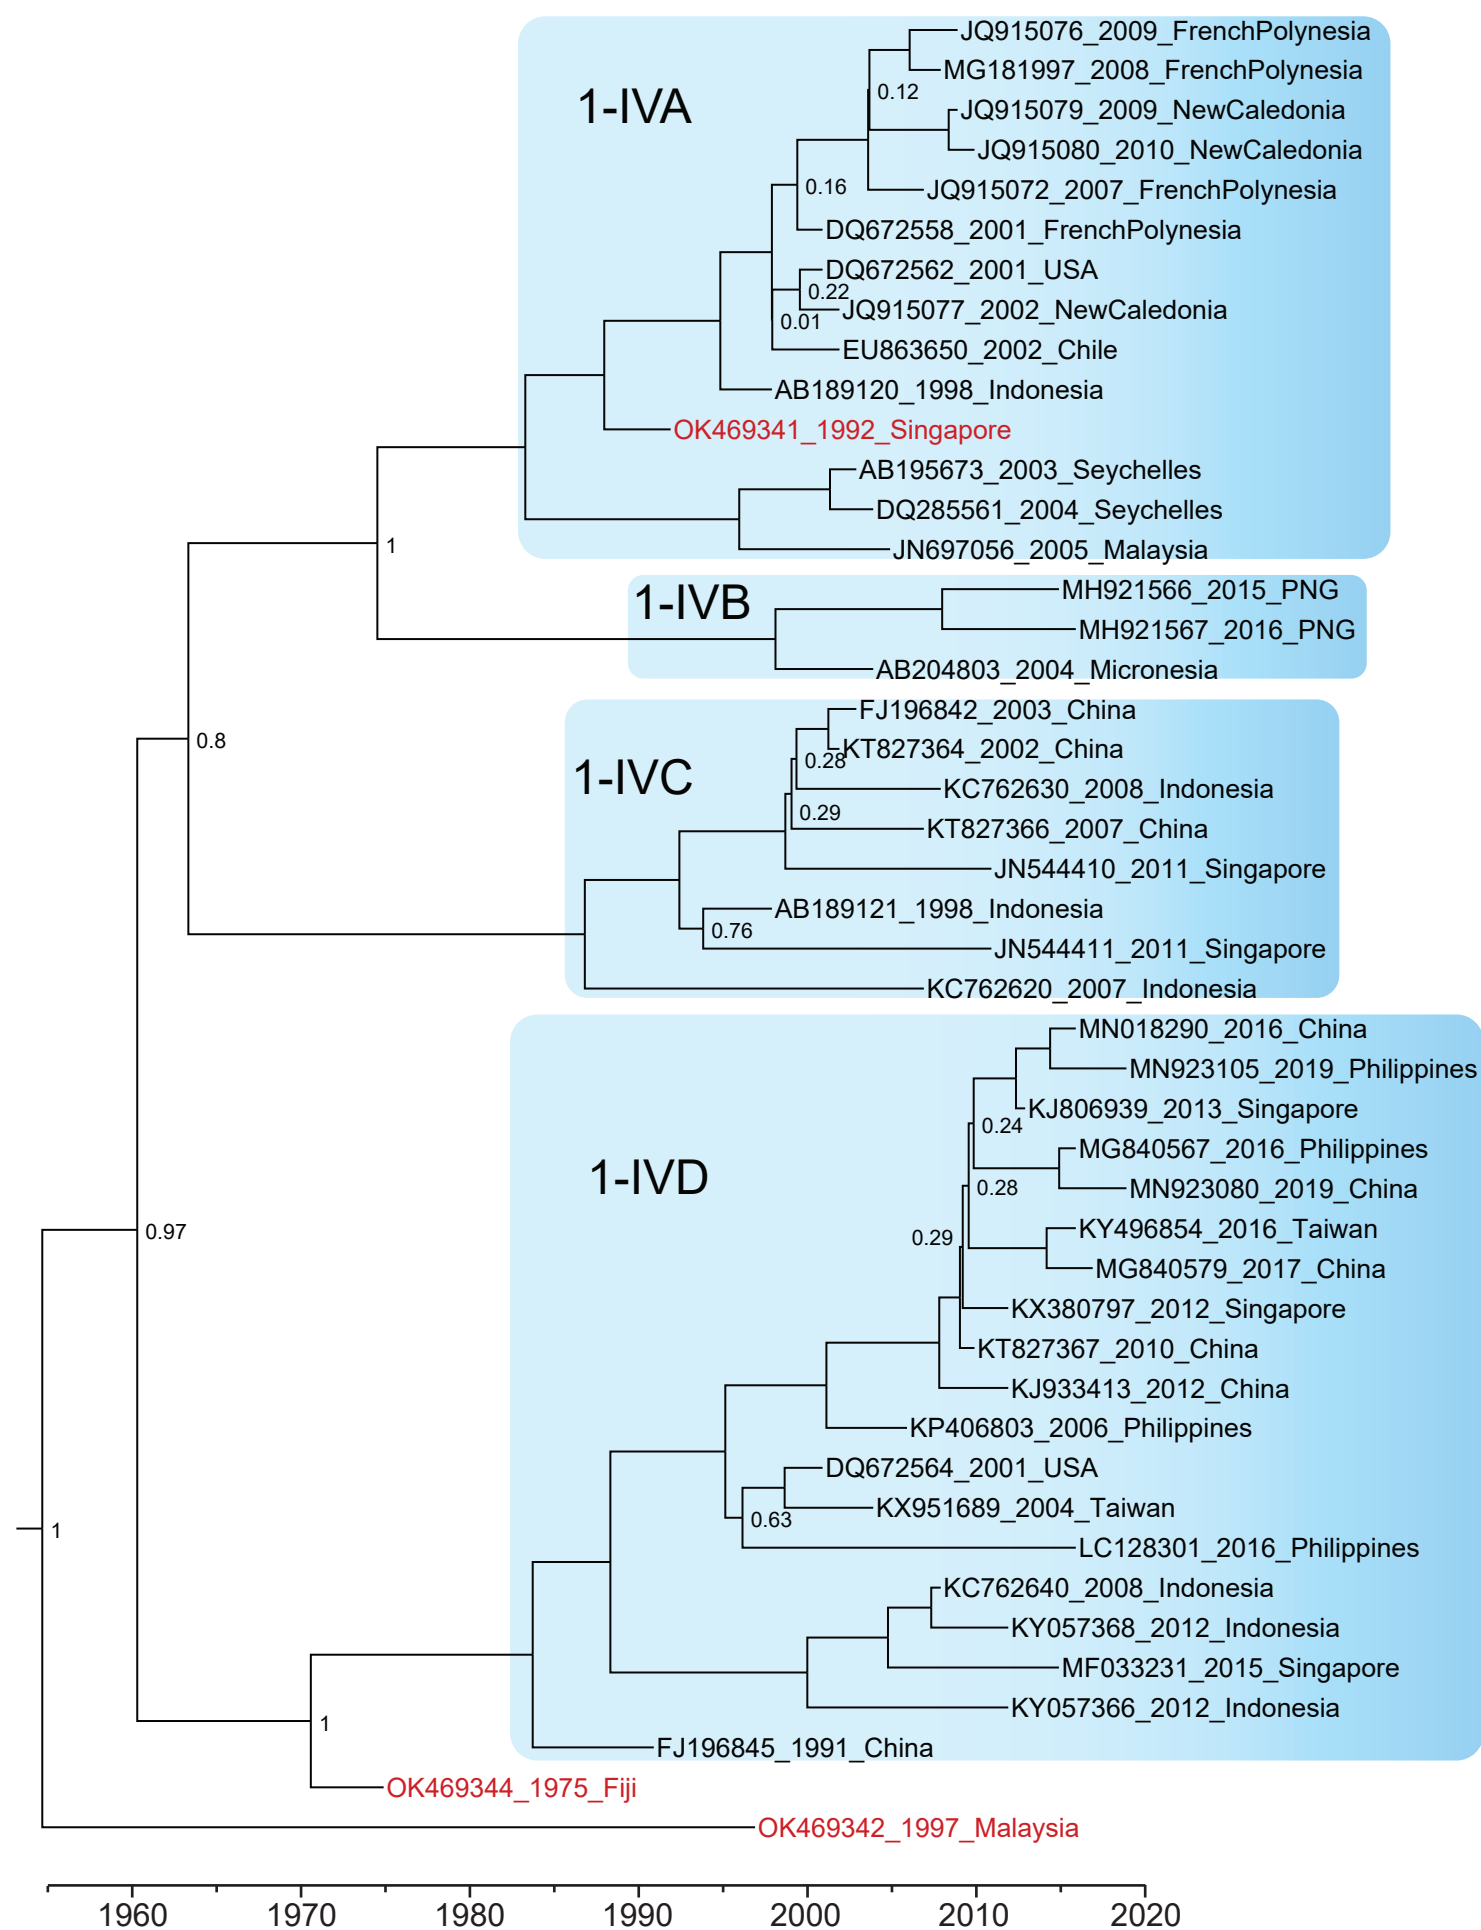 JQ915076_2009_FrenchPolynesia
MG181997_2008_FrenchPolynesia
1-IVA
0.12
JQ915079_2009_NewCaledonia
JQ915080_2010_NewCaledonia
0.16
JQ915072_2007_FrenchPolynesia
DQ672558_2001_FrenchPolynesia
DQ672562_2001_USA
0.22
JQ915077_2002_NewCaledonia
0.01
EU863650_2002_Chile
AB189120_1998_Indonesia
OK469341_1992_Singapore
AB195673_2003_Seychelles
DQ285561_2004_Seychelles
1
JN697056_2005_Malaysia
MH921566_2015_PNG
1-IVB
MH921567_2016_PNG
AB204803_2004_Micronesia
FJ196842_2003_China
0.8
KT827364_2002_China
0.28
1-IVC
KC762630_2008_Indonesia
0.29
KT827366_2007_China
JN544410_2011_Singapore
AB189121_1998_Indonesia
0.76
JN544411_2011_Singapore
KC762620_2007_Indonesia
MN018290_2016_China
MN923105_2019_Philippines
KJ806939_2013_Singapore
0.24
MG840567_2016_Philippines
1-IVD
0.28
MN923080_2019_China
0.97
KY496854_2016_Taiwan
0.29
MG840579_2017_China
KX380797_2012_Singapore
KT827367_2010_China
KJ933413_2012_China
KP406803_2006_Philippines
DQ672564_2001_USA
KX951689_2004_Taiwan
0.63
1
LC128301_2016_Philippines
KC762640_2008_Indonesia
KY057368_2012_Indonesia
MF033231_2015_Singapore
KY057366_2012_Indonesia
1
FJ196845_1991_China
OK469344_1975_Fiji
OK469342_1997_Malaysia
1960 1970 1980 1990 2000 2010 2020